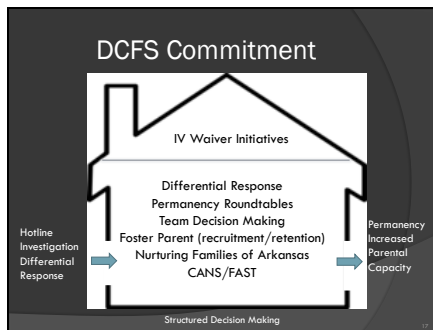 DCFS Commitment
IV Waiver Initiatives
Differential Response
Permanency Roundtables
Team Decision Making
Foster Parent (recruitment/retention)
Nurturing Families of Arkansas
CANS/FAST
Hotline
Investigation
Differential
Response
Permanency
Increased
Parental
Capacity
Structured Decision Making
17